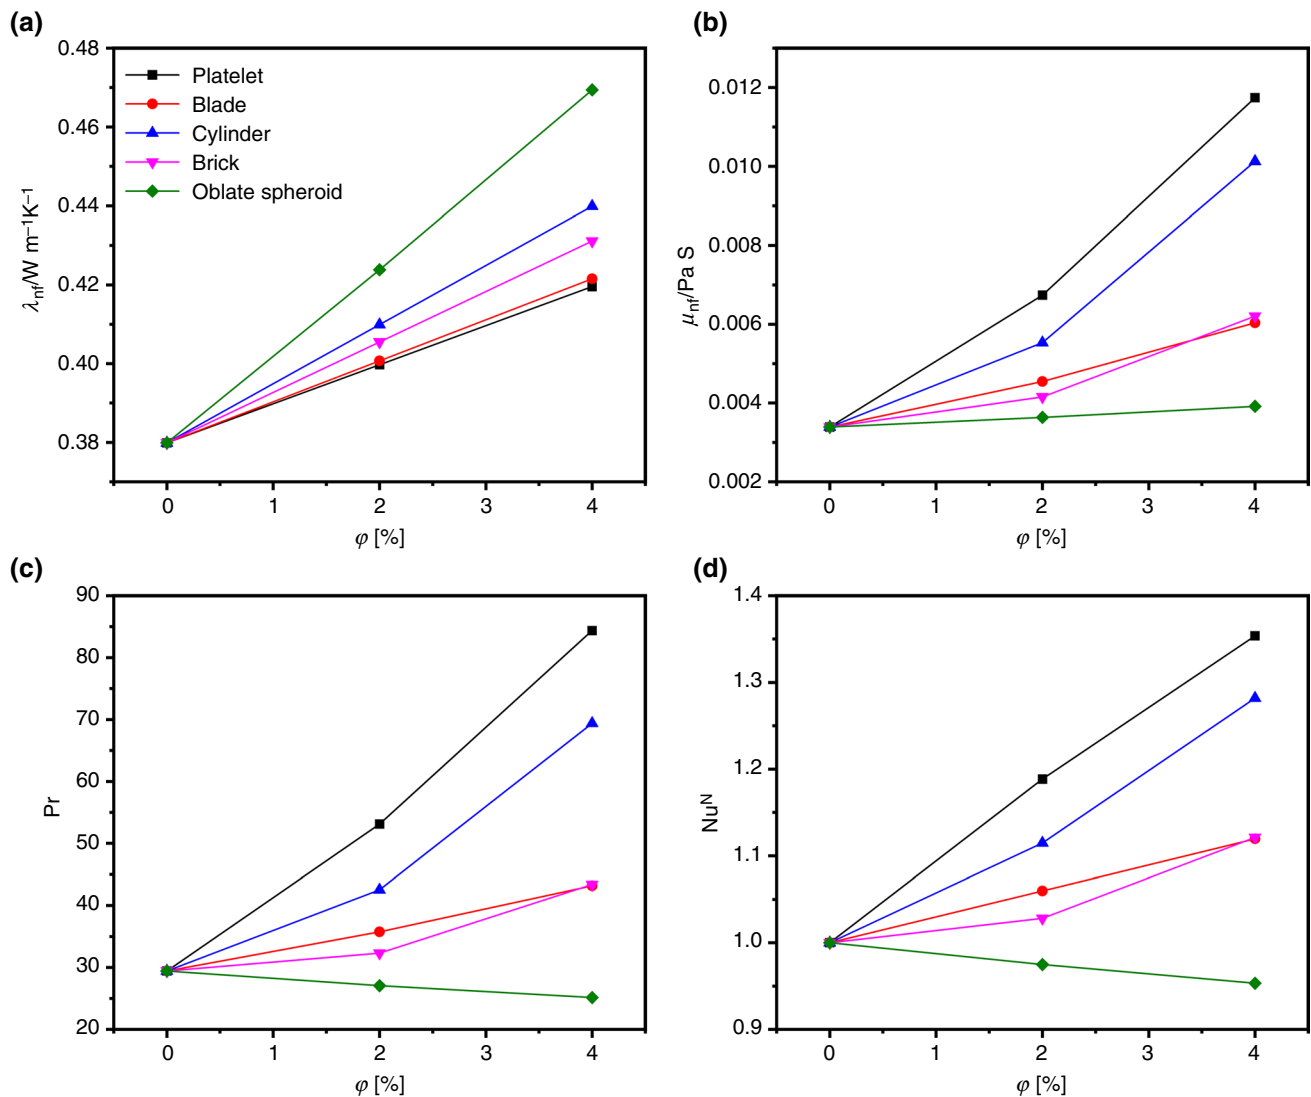 (a)
0.48
0.46
0.44
0.42
0.40
0.38
λnf/W m–1K–1
Platelet
Blade
Cylinder
Brick
Oblate spheroid
0 1 2 3 4
φ [%]
(b)
0.012
0.010
0.008
0.006
0.004
0.002
μnf/Pa S
0 1 2 3 4
φ [%]
(c)
90
80
70
60
50
40
30
20
Pr
0 1 2 3 4
φ [%]
(d)
1.4
1.3
1.2
1.1
1.0
0.9
NuN
0 1 2 3 4
φ [%]